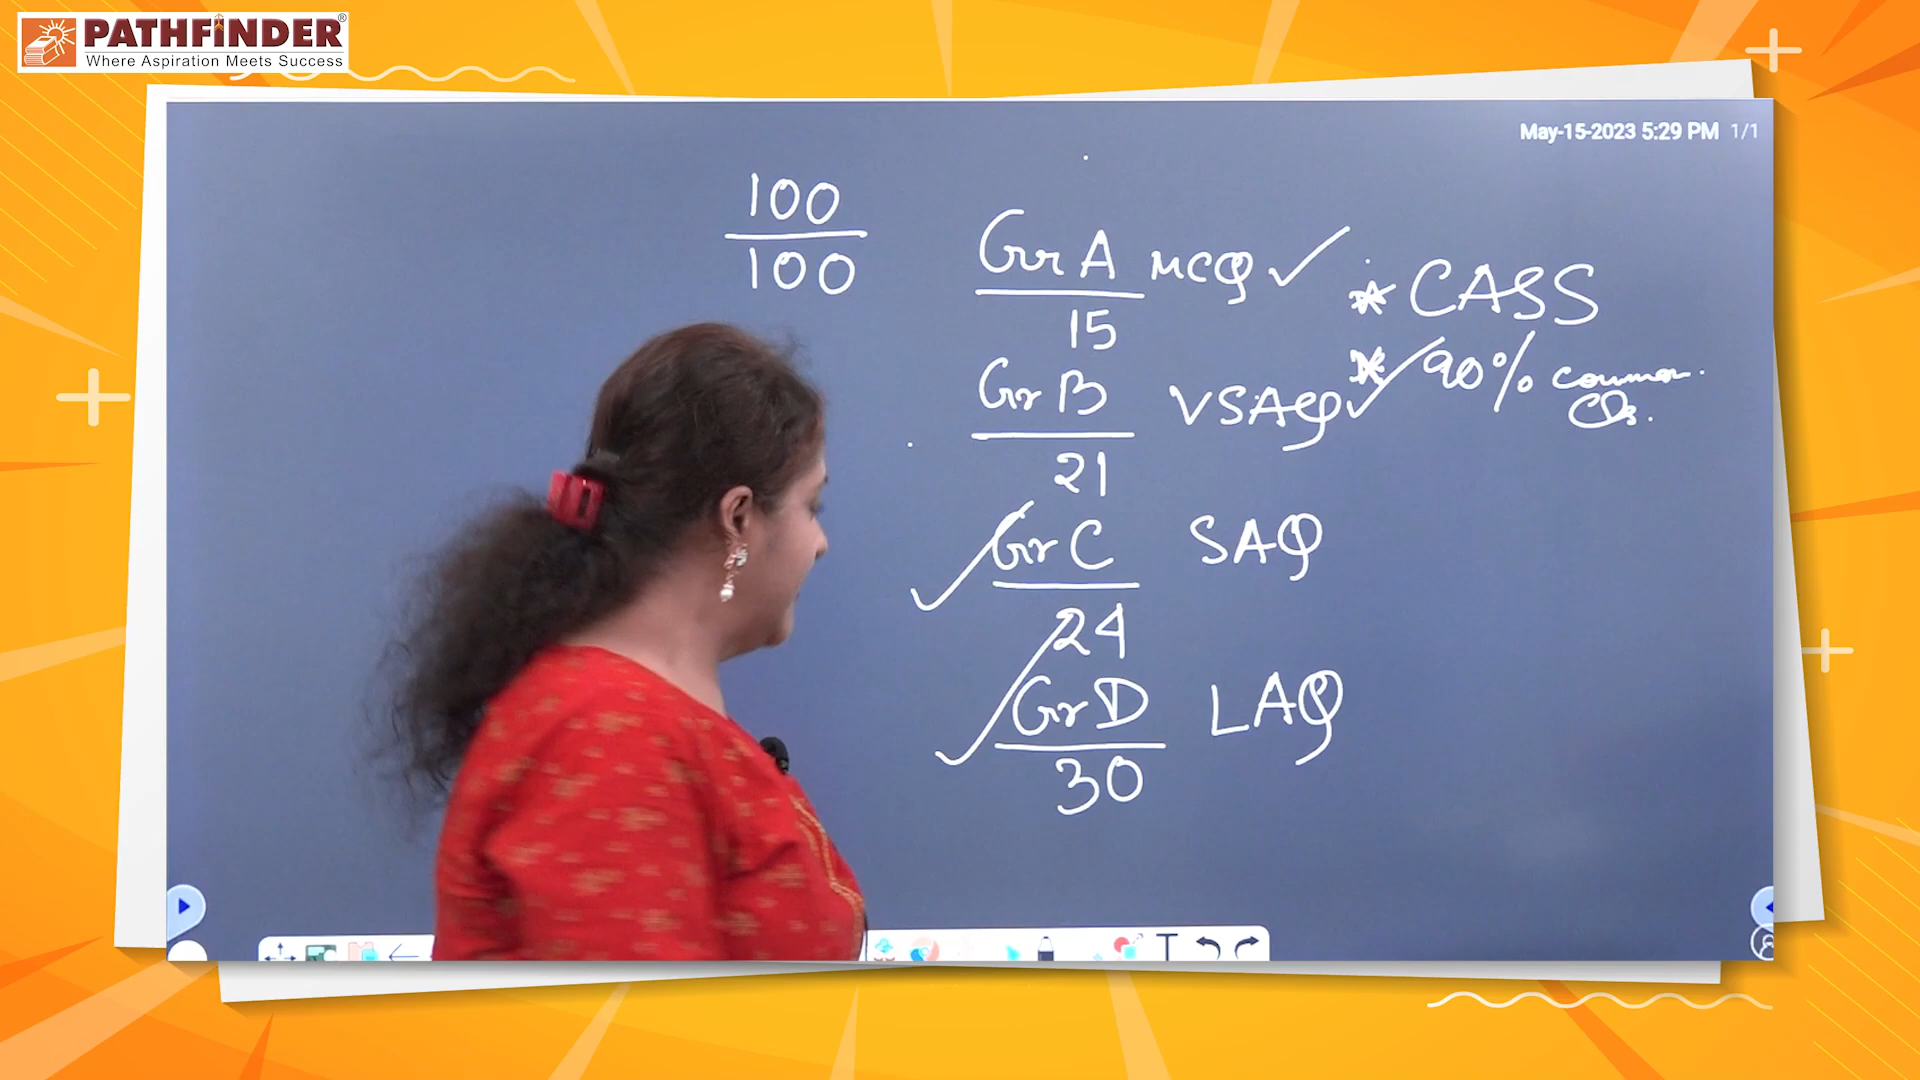 PATHFINDER®
Where Aspiration Meets Success
May-15-2023 5:29 PM 1/1
100
100
Gr A MCQ ✓
15
* CASS
* 90% common
Qs.
Gr B VSAQ ✓
21
✓ Gr C SAQ
24
✓ Gr D LAQ
30
T